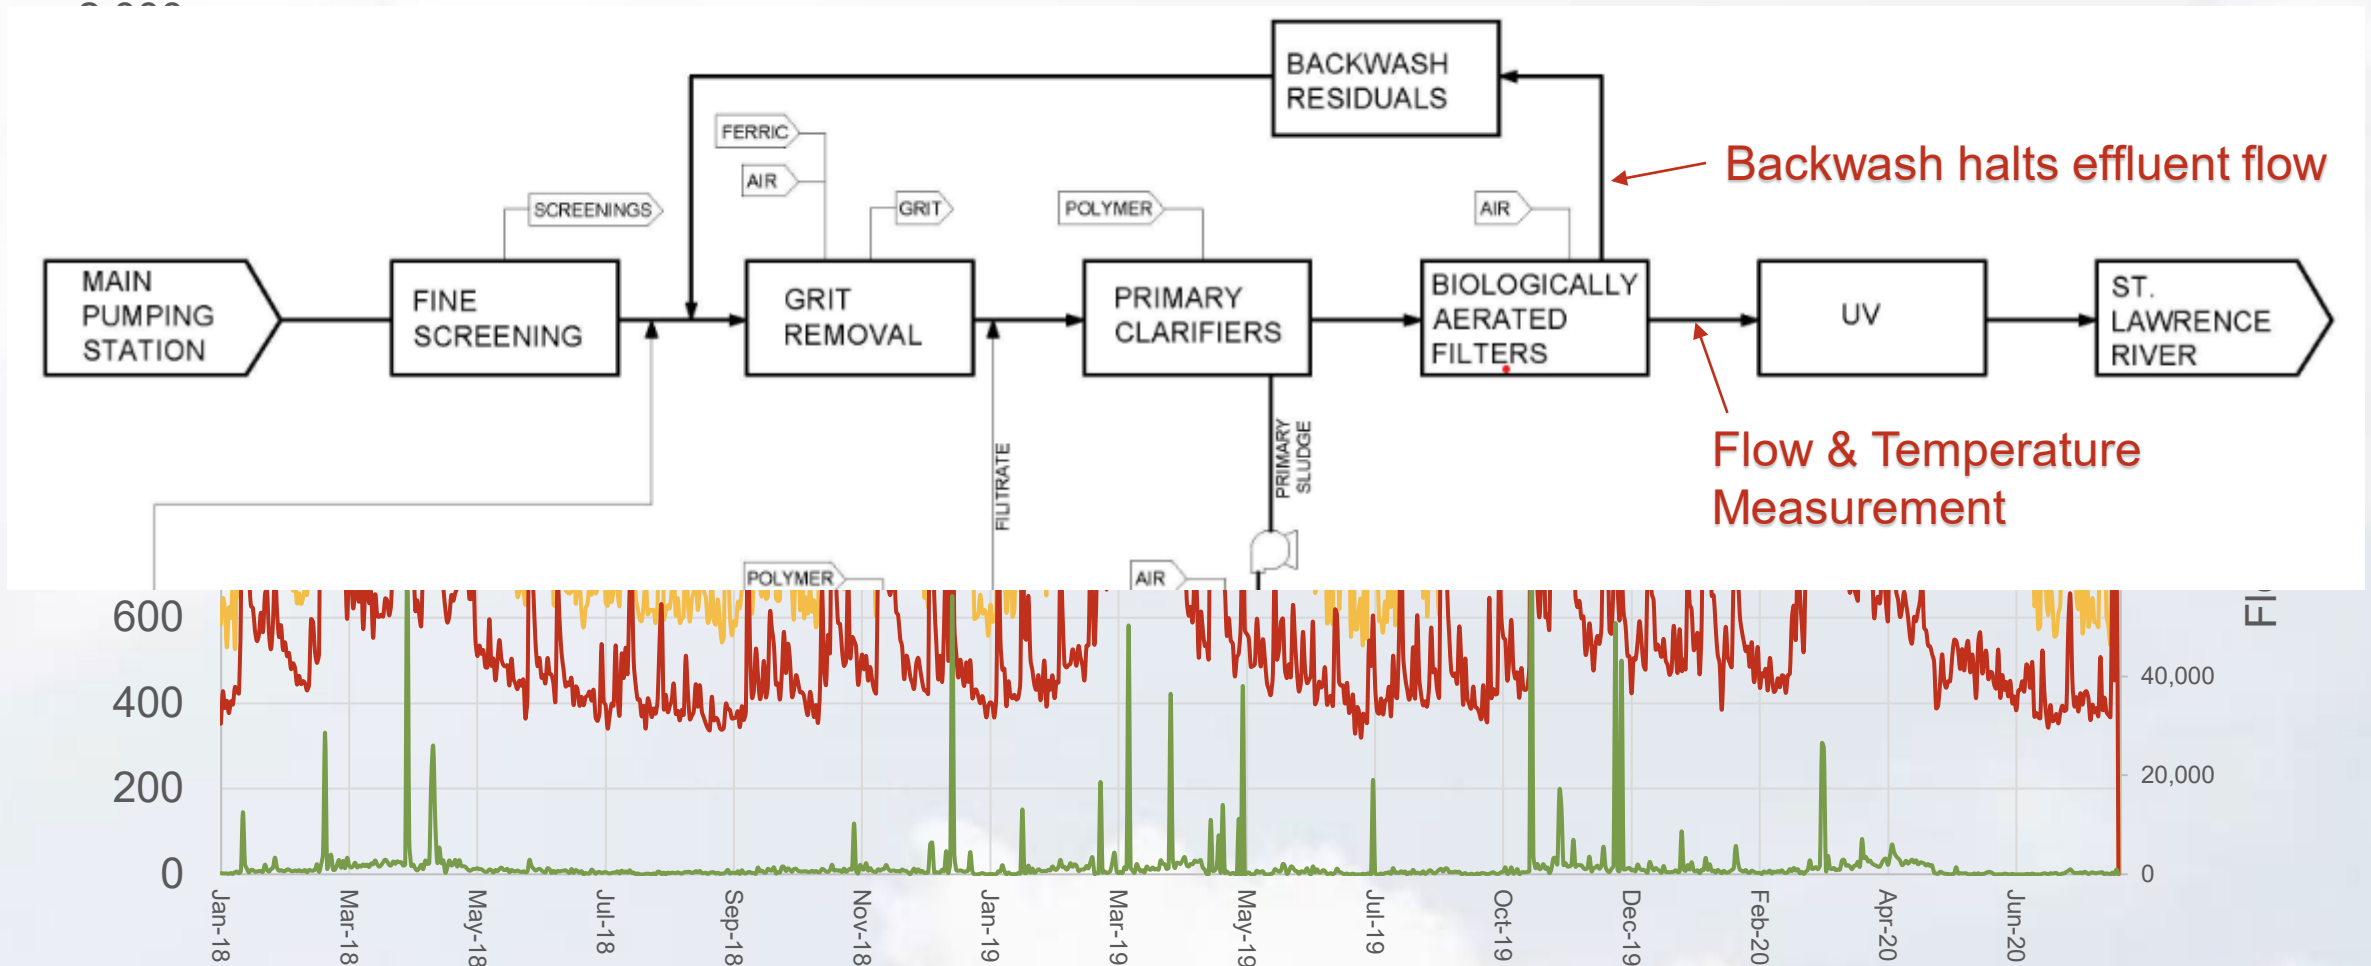 BACKWASH
RESIDUALS
FERRIC
AIR
SCREENINGS
GRIT
POLYMER
AIR
Backwash halts effluent flow
MAIN
PUMPING
STATION
FINE
SCREENING
GRIT
REMOVAL
PRIMARY
CLARIFIERS
BIOLOGICALLY
AERATED
FILTERS
UV
ST.
LAWRENCE
RIVER
FILITRATE
PRIMARY
SLUDGE
Flow & Temperature
Measurement
POLYMER
AIR
600
400
200
0
40,000
20,000
0
Jan-18
Mar-18
May-18
Jul-18
Sep-18
Nov-18
Jan-19
Mar-19
May-19
Jul-19
Oct-19
Dec-19
Feb-20
Apr-20
Jun-20